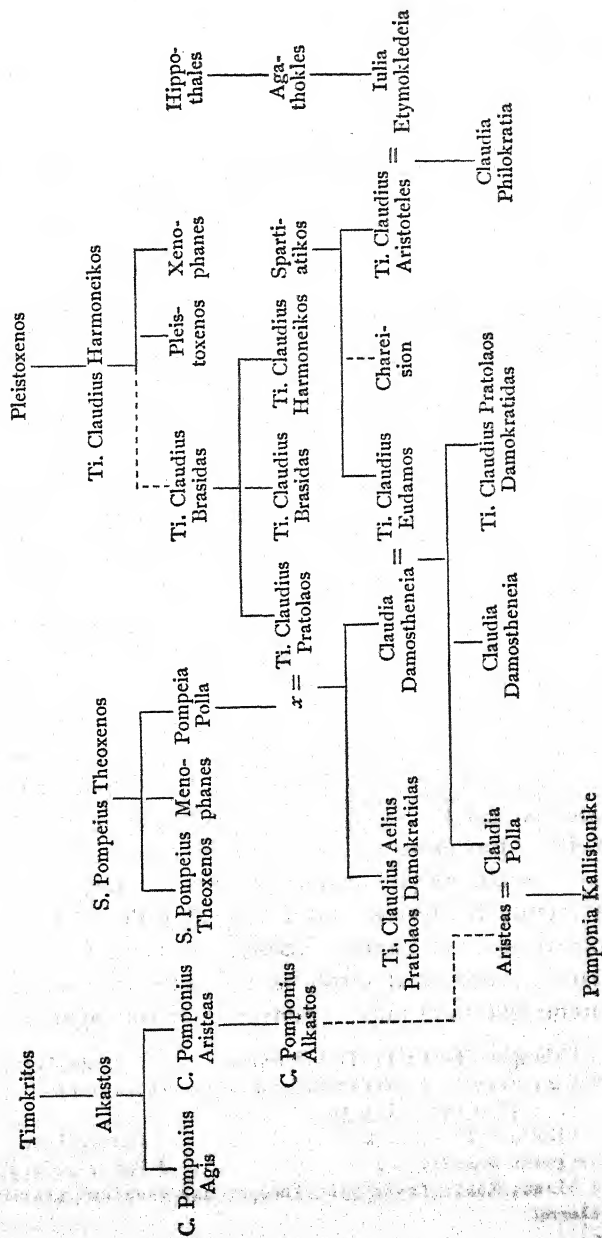 Timokritos
Alkastos
C. Pomponius
Agis
C. Pomponius
Aristeas
C. Pomponius
Alkastos
S. Pompeius Theoxenos
S. Pompeius
Theoxenos
Meno-
phanes
Pompeia
Polla
Pleistoxenos
Ti. Claudius Harmoneikos
Ti. Claudius
Brasidas
Pleis-
toxenos
Xeno-
phanes
x = Ti. Claudius
Pratolaos
Ti. Claudius
Brasidas
Ti. Claudius
Harmoneikos
Sparti-
atikos
Hippo-
thales
Aga-
thokles
Ti. Claudius Aelius
Pratolaos Damokratidas
Claudia
Damostheneia
=
Ti. Claudius
Eudamos
Charei-
sion
Ti. Claudius
Aristoteles
=
Iulia
Etymokledeia
Aristeas = Claudia
Polla
Claudia
Damostheneia
Ti. Claudius Pratolaos
Damokratidas
Claudia
Philokratia
Pomponia Kallistonike